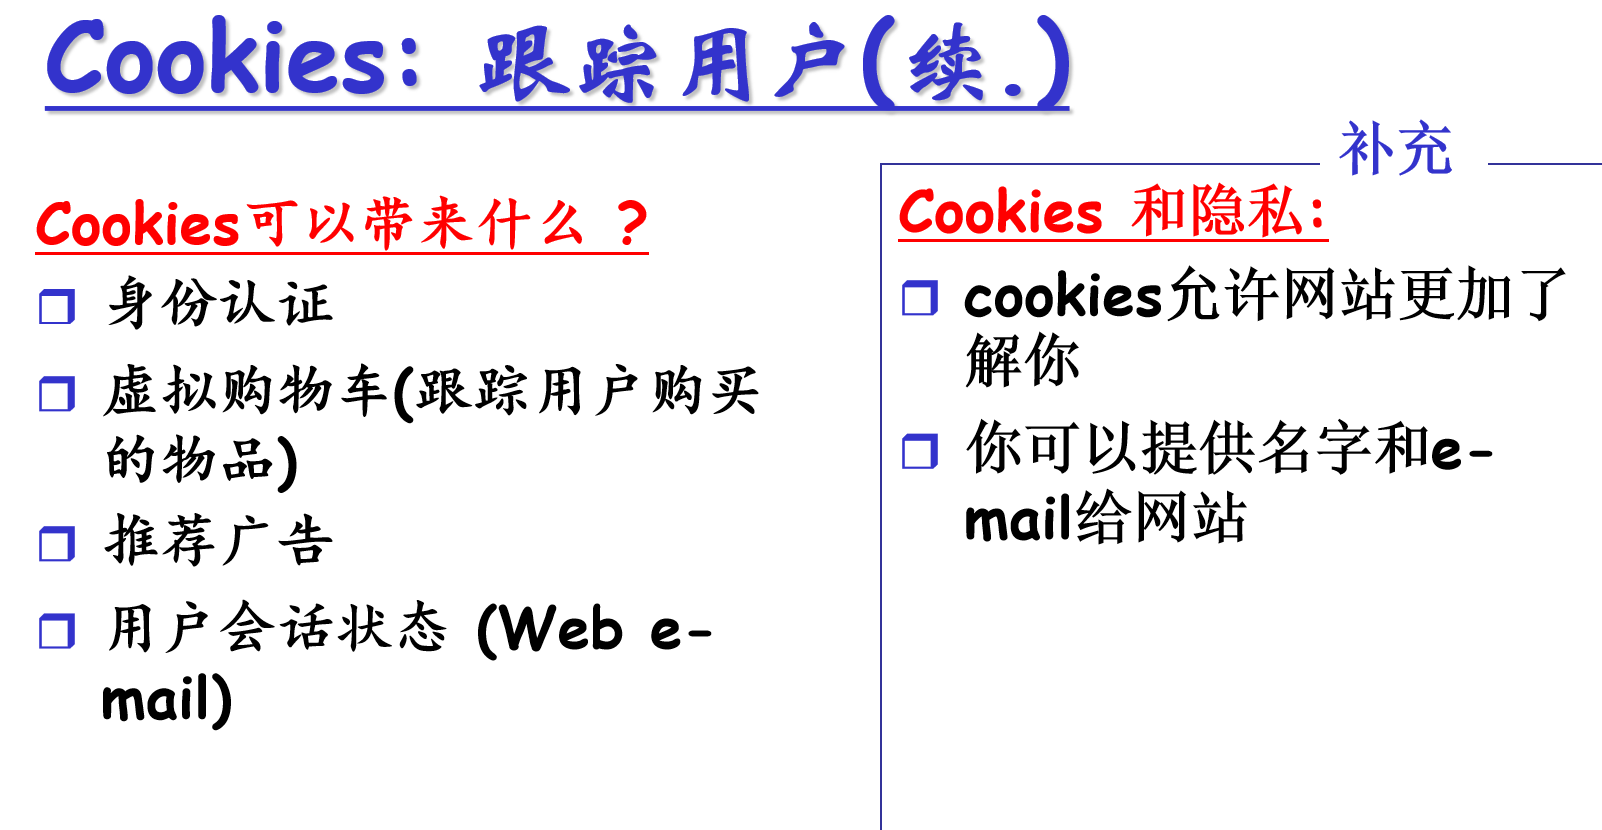 Cookies: 跟踪用户(续.)
Cookies可以带来什么 ?
身份认证
虚拟购物车(跟踪用户购买
的物品)
推荐广告
用户会话状态 (Web e-
mail)
补充
Cookies 和隐私:
cookies允许网站更加了
解你
你可以提供名字和e-
mail给网站